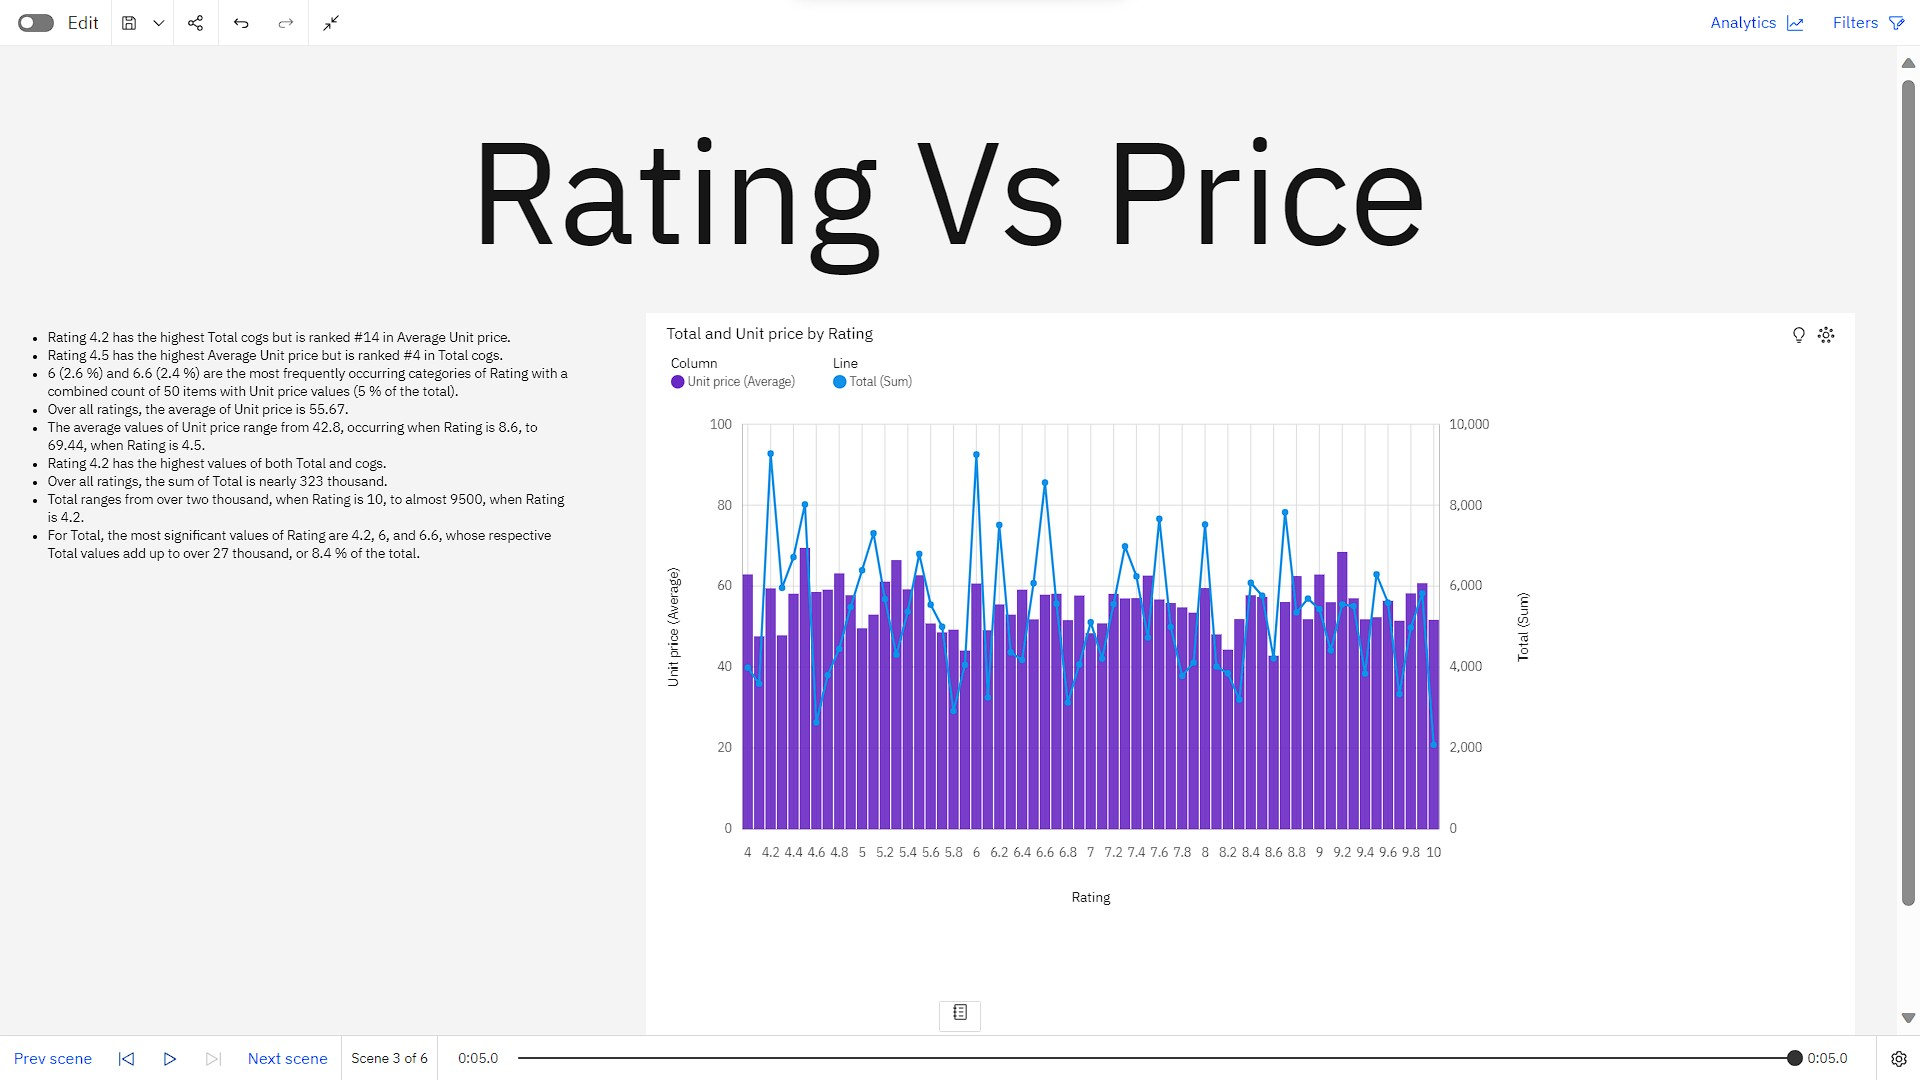 Edit
Analytics
Filters
Rating Vs Price
• Rating 4.2 has the highest Total cogs but is ranked #14 in Average Unit price.
• Rating 4.5 has the highest Average Unit price but is ranked #4 in Total cogs.
• 6 (2.6 %) and 6.6 (2.4 %) are the most frequently occurring categories of Rating with a
combined count of 50 items with Unit price values (5 % of the total).
• Over all ratings, the average of Unit price is 55.67.
• The average values of Unit price range from 42.8, occurring when Rating is 8.6, to
69.44, when Rating is 4.5.
• Rating 4.2 has the highest values of both Total and cogs.
• Over all ratings, the sum of Total is nearly 323 thousand.
• Total ranges from over two thousand, when Rating is 10, to almost 9500, when Rating
is 4.2.
• For Total, the most significant values of Rating are 4.2, 6, and 6.6, whose respective
Total values add up to over 27 thousand, or 8.4 % of the total.
Total and Unit price by Rating
Column Line
Unit price (Average) Total (Sum)
100 10,000
80 8,000
60 6,000
40 4,000
20 2,000
0 0
Unit price (Average)
Total (Sum)
4 4.2 4.4 4.6 4.8 5 5.2 5.4 5.6 5.8 6 6.2 6.4 6.6 6.8 7 7.2 7.4 7.6 7.8 8 8.2 8.4 8.6 8.8 9 9.2 9.4 9.6 9.8 10
Rating
Prev scene Next scene Scene 3 of 6 0:05.0 0:05.0